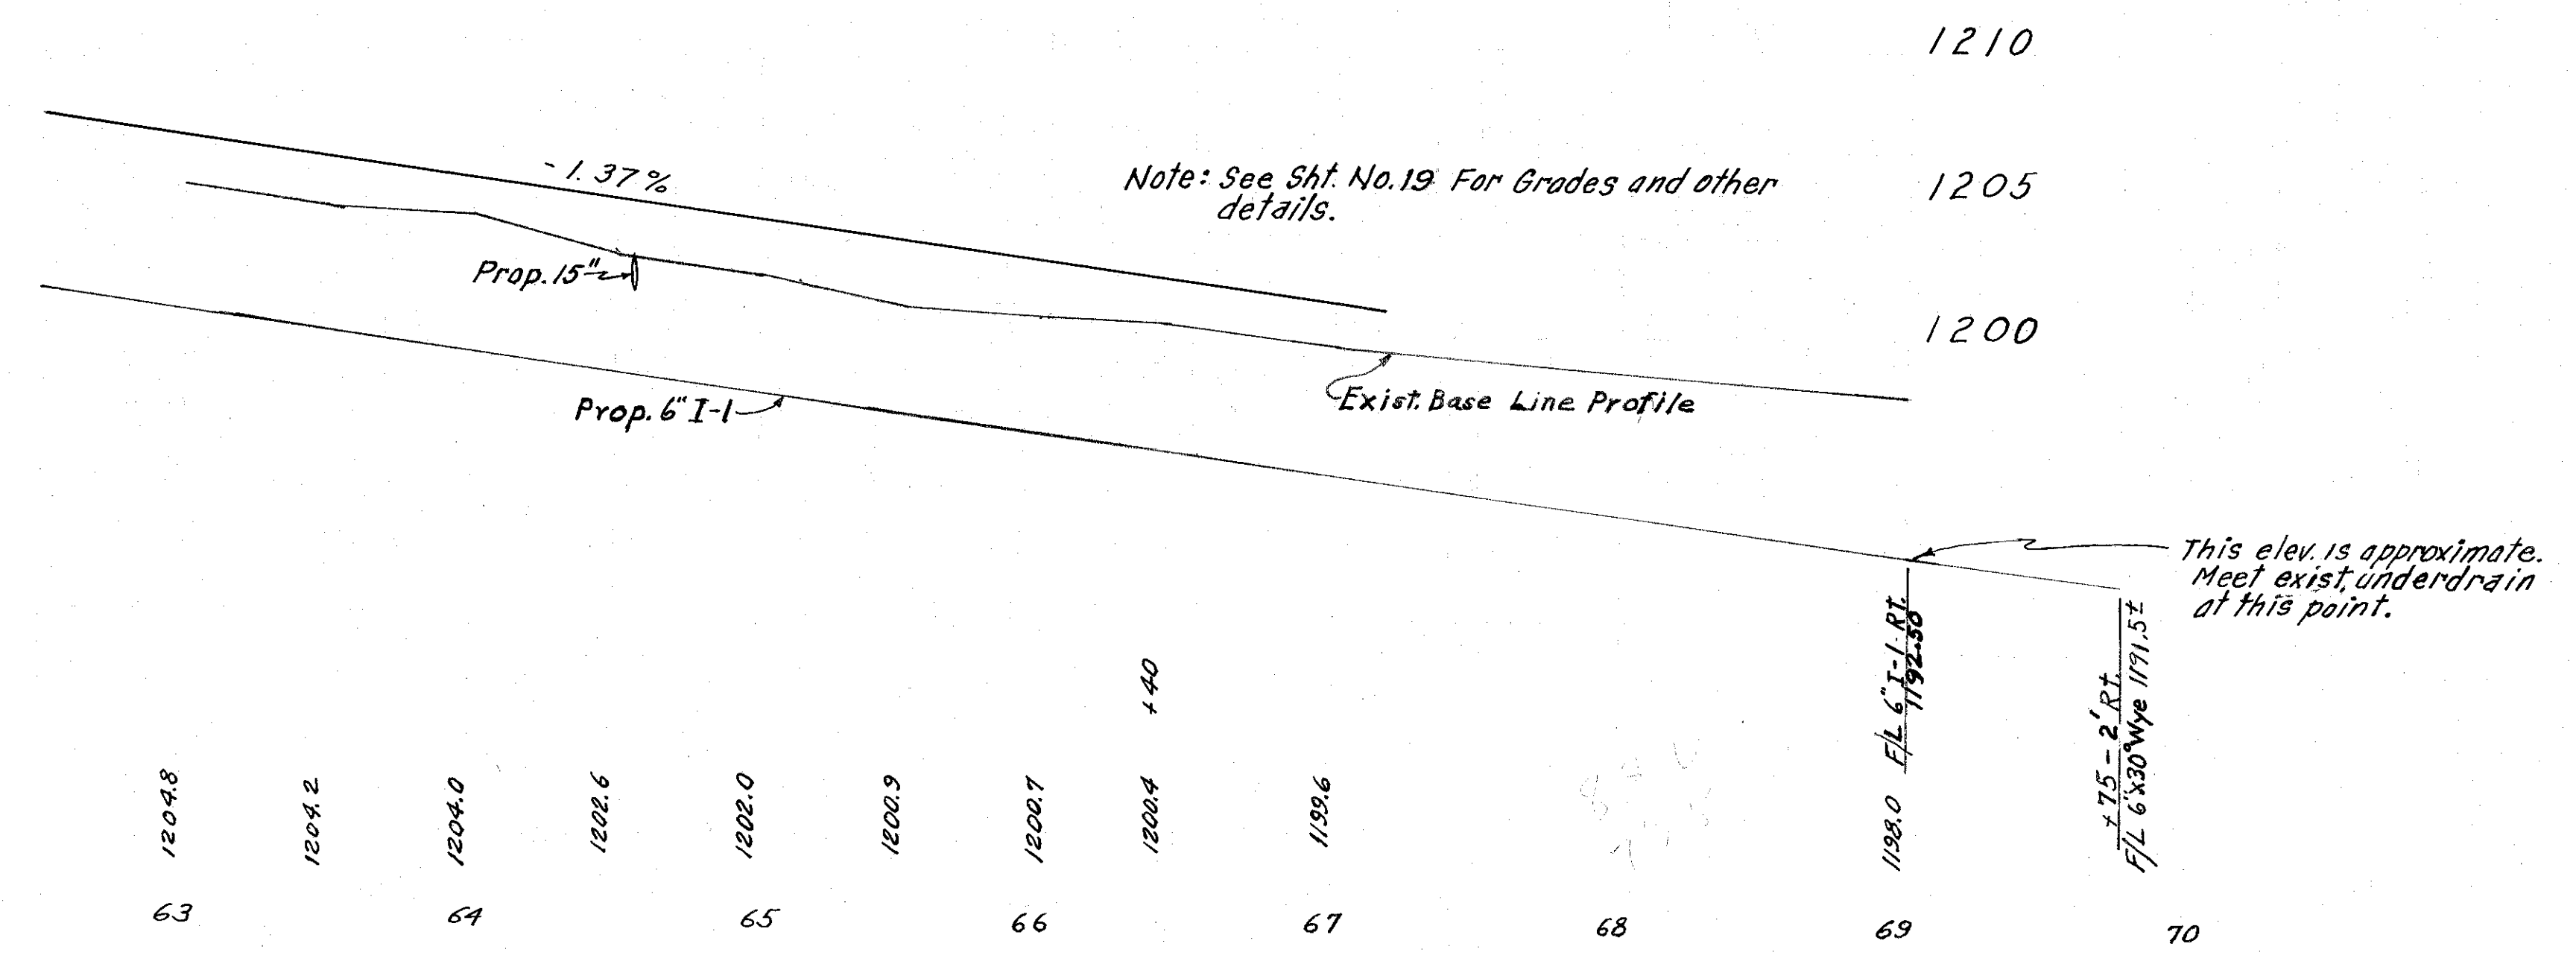 1210
- 1.37%
Note: See Sht. No. 19 For Grades and other
details.
1205
Prop. 15"
1200
Prop. 6" I-1
Exist. Base Line Profile
This elev. is approximate.
Meet exist. underdrain
at this point.
1204.8
1204.2
1204.0
1202.6
1202.0
1200.9
1200.7
1200.4 +40
1199.6
1198.0 F/L 6" I-1 Rt.
1192.50
+75 - 2' Rt.
F/L 6"x30° Wye 1191.5±
63 64 65 66 67 68 69 70